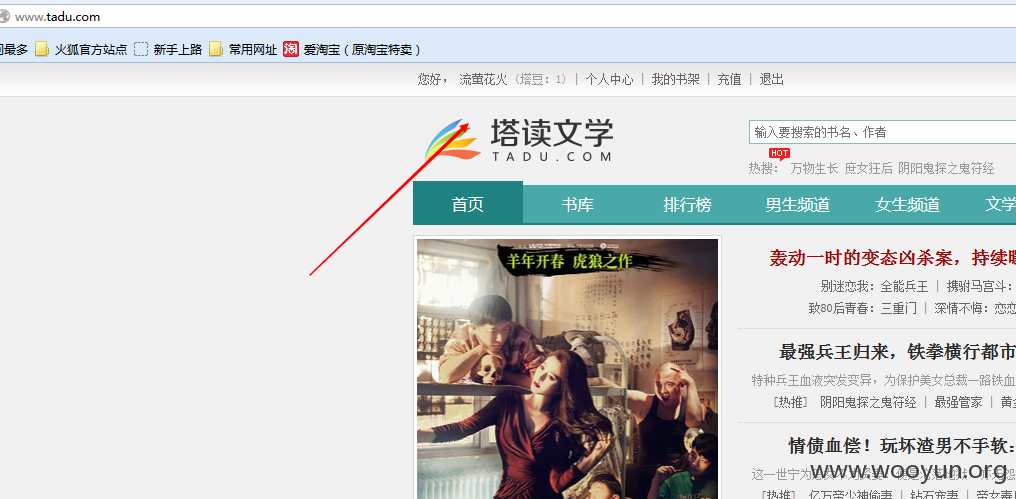 www.tadu.com
问最多 火狐官方站点 新手上路 常用网址 淘 爱淘宝（原淘宝特卖）
您好， 流萤花火（塔豆：1） | 个人中心 | 我的书架 | 充值 | 退出
塔读文学
TADU.COM
输入要搜索的书名、作者
HOT
热搜： 万物生长 庶女狂后 阴阳鬼探之鬼符经
首页 书库 排行榜 男生频道 女生频道 文学
羊年开春 虎狼之作
轰动一时的变态凶杀案，持续
别迷恋我：全能兵王 | 携驸马宫斗：
致80后青春：三重门 | 深情不悔：恋恋
最强兵王归来，铁拳横行都市
特种兵王血液突发变异，为保护美女总裁一路铁血
[热推] 阴阳鬼探之鬼符经 | 最强管家 | 黄金
情债血偿！玩坏渣男不手软：
这一世宁为
www.wooyun.org
[热推] 亿万帝少神偷妻 | 钻石宠妻 | 帝女毒